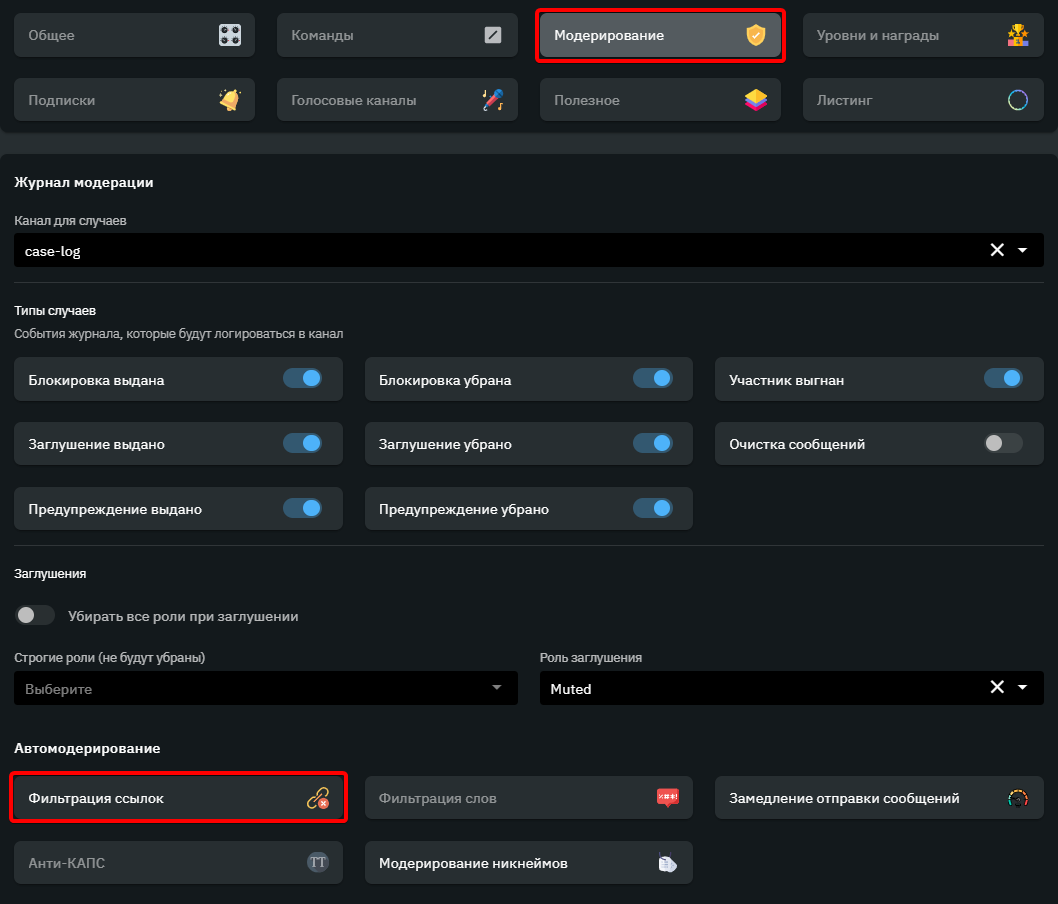 Общее
Команды
Модерирование
Уровни и награды
Подписки
Голосовые каналы
Полезное
Листинг
Журнал модерации
Канал для случаев
case-log
Типы случаев
События журнала, которые будут логироваться в канал
Блокировка выдана
Блокировка убрана
Участник выгнан
Заглушение выдано
Заглушение убрано
Очистка сообщений
Предупреждение выдано
Предупреждение убрано
Заглушения
Убирать все роли при заглушении
Строгие роли (не будут убраны)
Роль заглушения
Выберите
Muted
Автомодерирование
Фильтрация ссылок
Фильтрация слов
Замедление отправки сообщений
Анти-КАПС
TT
Модерирование никнеймов